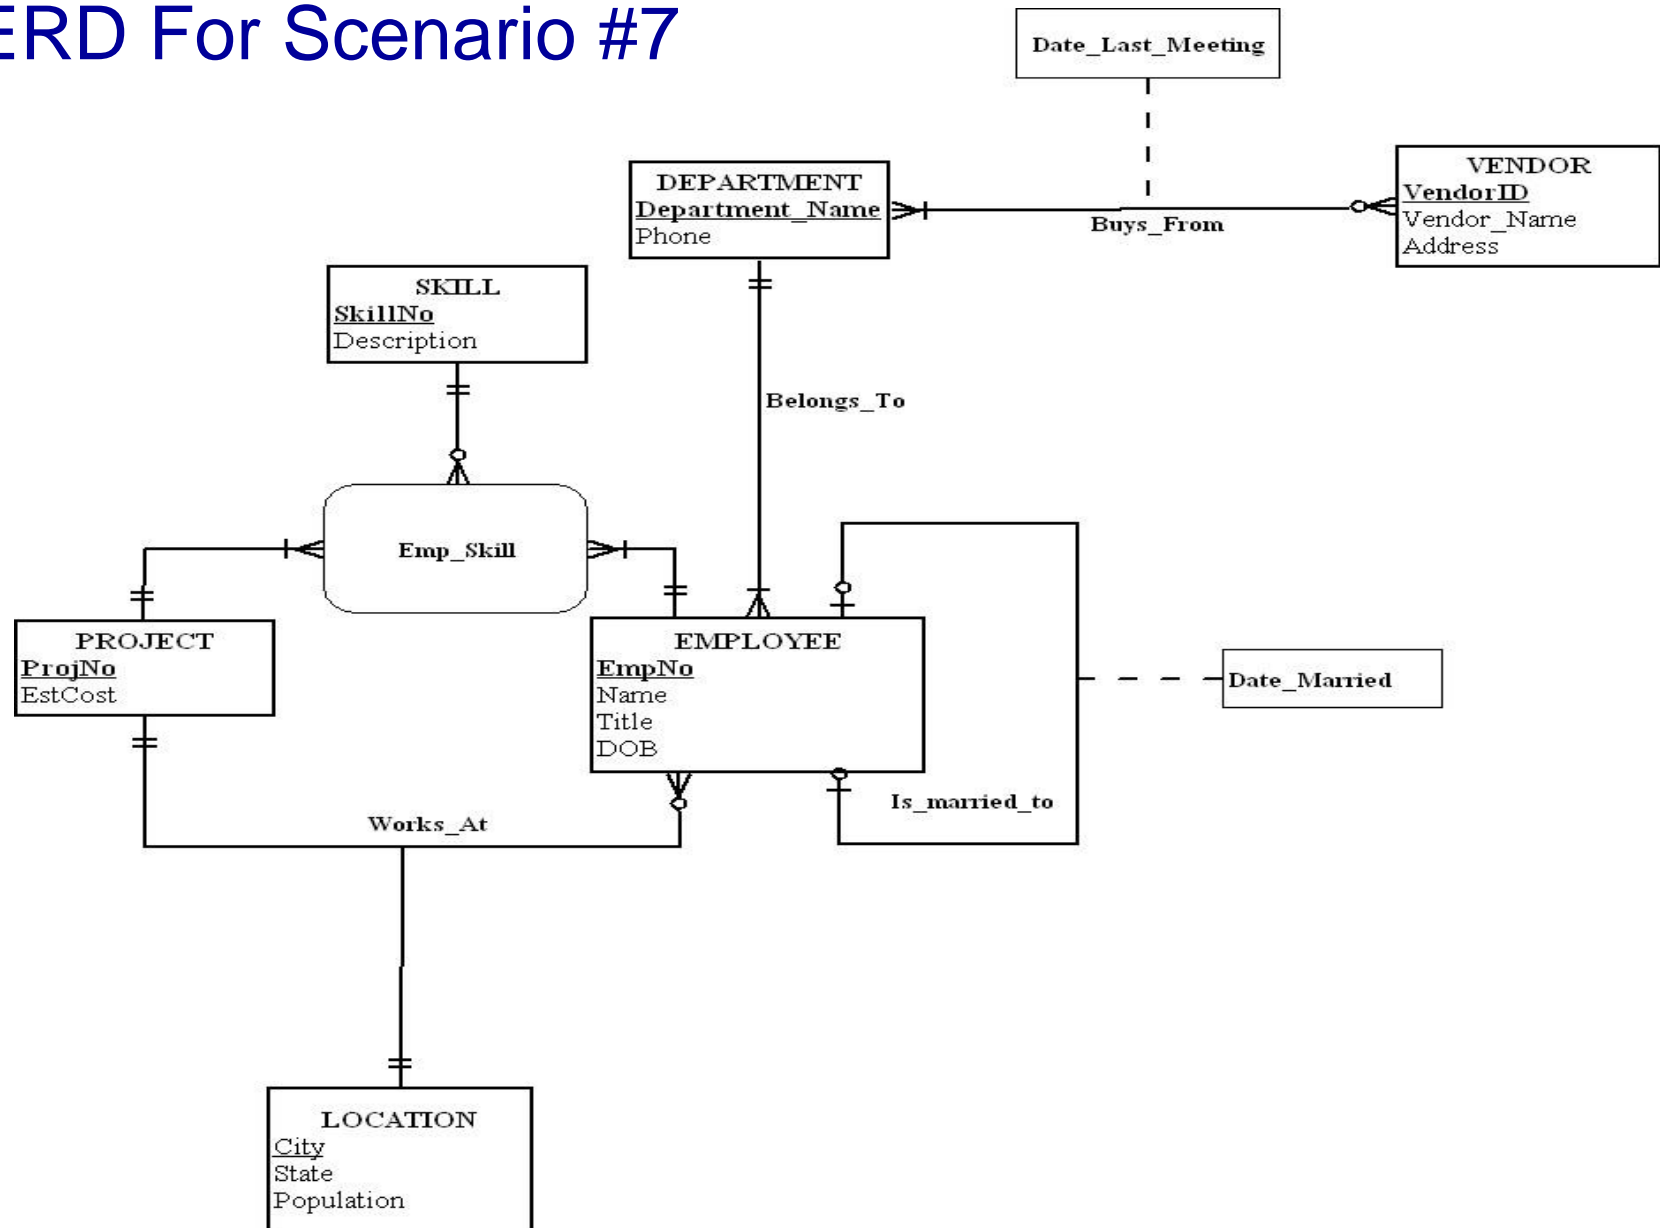 ERD For Scenario #7
Date_Last_Meeting
DEPARTMENT
Department_Name
Phone
Buys_From
VENDOR
VendorID
Vendor_Name
Address
SKILL
SkillNo
Description
Belongs_To
Emp_Skill
PROJECT
ProjNo
EstCost
EMPLOYEE
EmpNo
Name
Title
DOB
Date_Married
Is_married_to
Works_At
LOCATION
City
State
Population